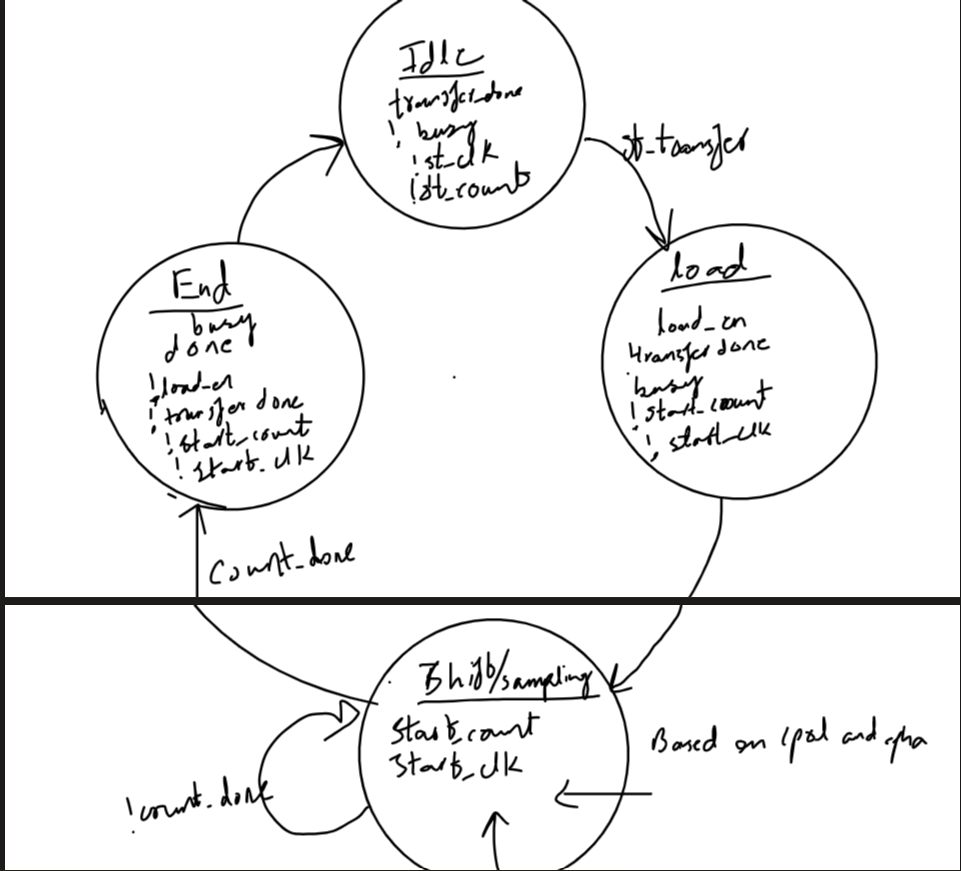 Idle
transfer_done
! busy
! st_clk
! st_count
st_transfer
load
load_en
transfer done
busy
! start_count
! start_clk
End
busy
done
! load_en
! transfer done
! start_count
! start_clk
Count_done
Shift/sampling
Start_count
Start_clk
Based on cpol and cpha
! count_done